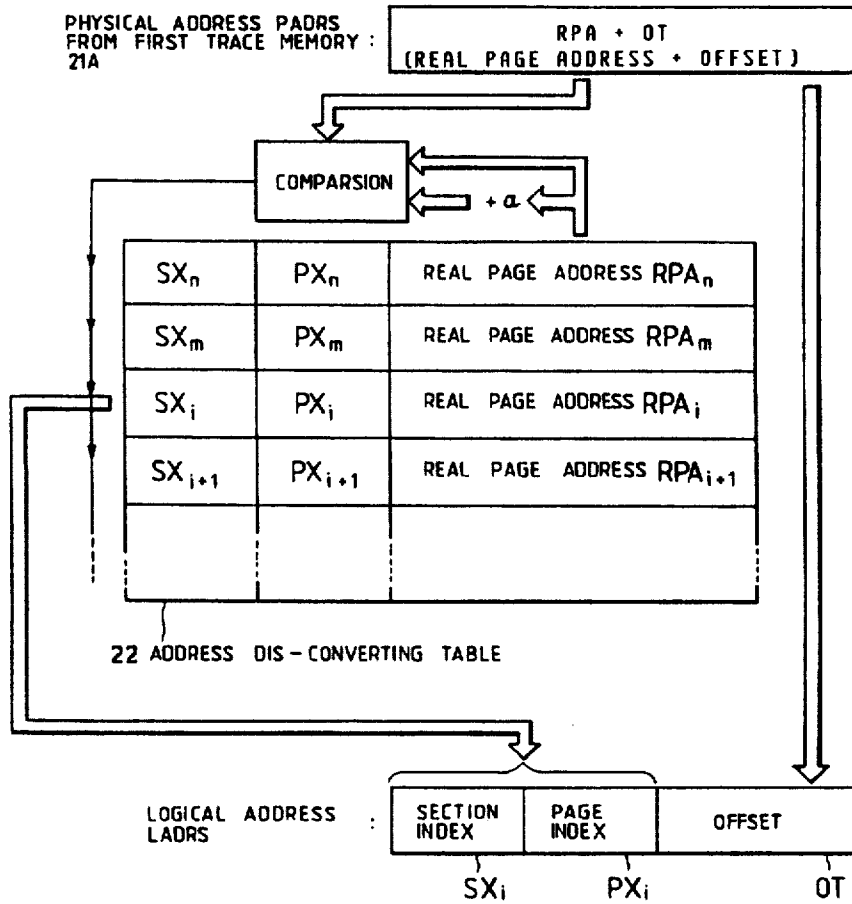 PHYSICAL ADDRESS PADRS
FROM FIRST TRACE MEMORY :
21A
RPA + OT
(REAL PAGE ADDRESS + OFFSET)
COMPARSION
+ a
SXn PXn REAL PAGE ADDRESS RPAn
SXm PXm REAL PAGE ADDRESS RPAm
SXi PXi REAL PAGE ADDRESS RPAi
SXi+1 PXi+1 REAL PAGE ADDRESS RPAi+1
22 ADDRESS DIS-CONVERTING TABLE
LOGICAL ADDRESS :
LADRS
SECTION
INDEX
PAGE
INDEX
OFFSET
SXi PXi OT